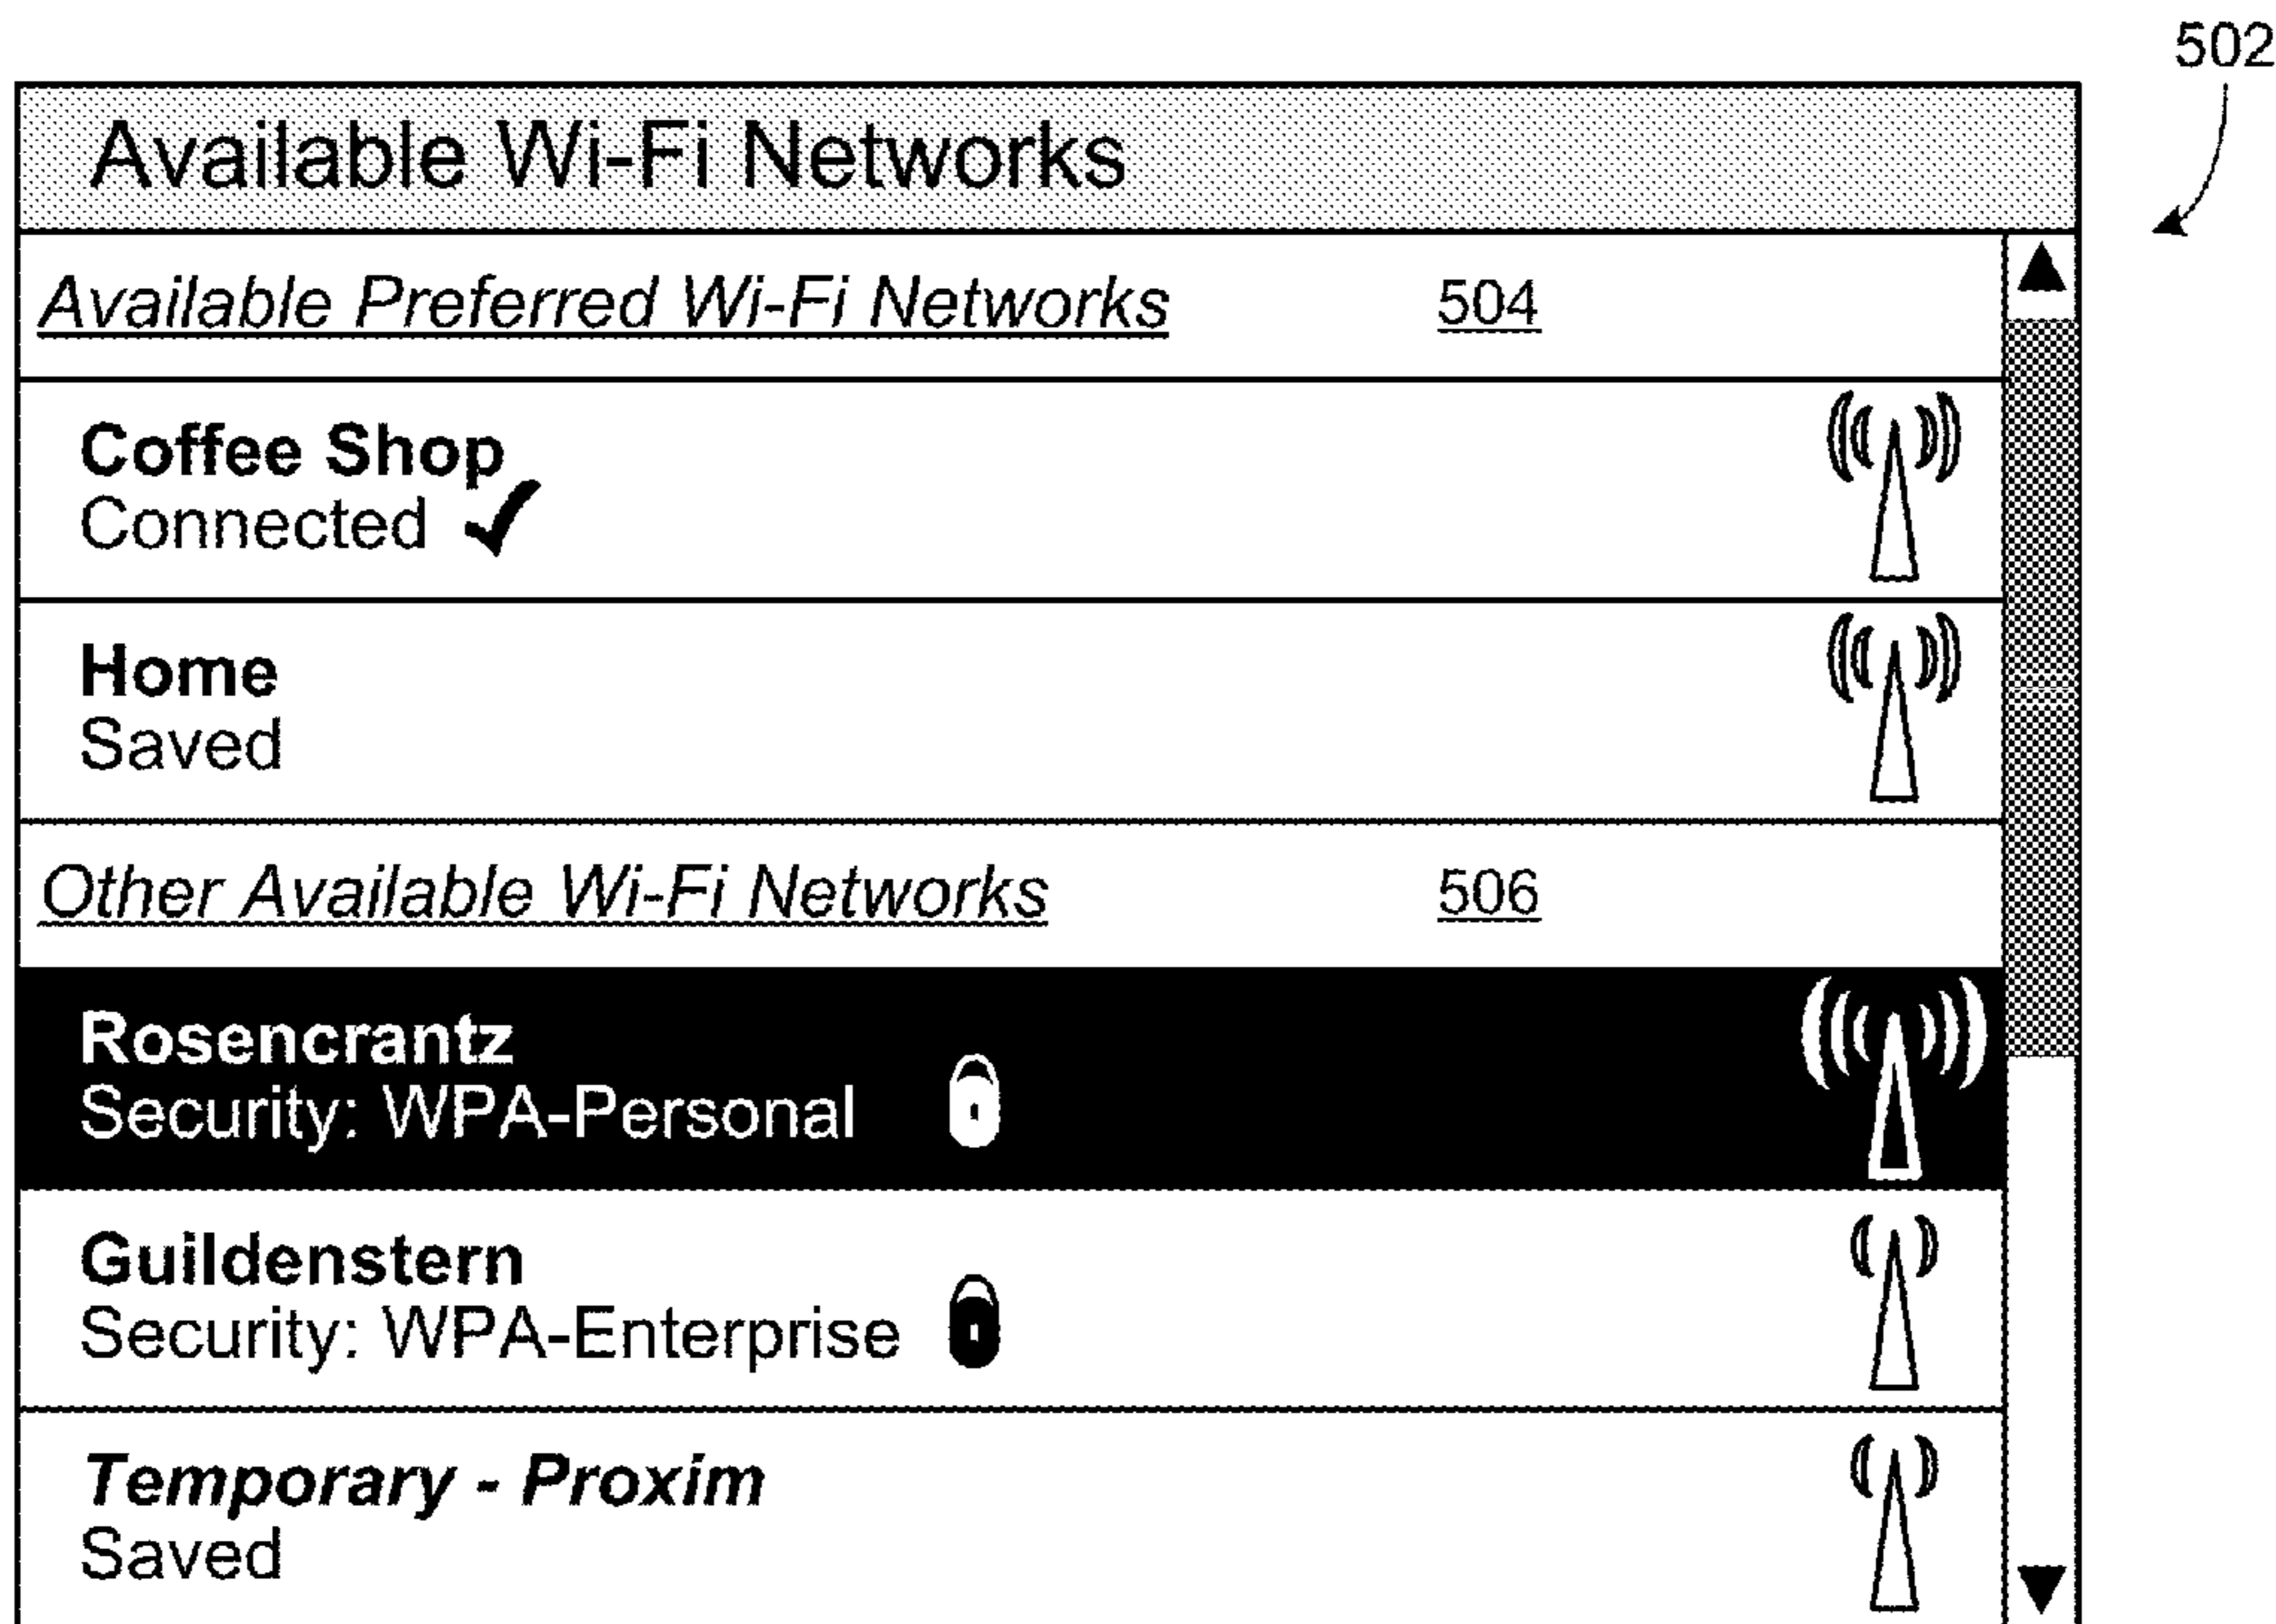 502
Available Wi-Fi Networks
Available Preferred Wi-Fi Networks 504
Coffee Shop
Connected
Home
Saved
Other Available Wi-Fi Networks 506
Rosencrantz
Security: WPA-Personal
Guildenstern
Security: WPA-Enterprise
Temporary - Proxim
Saved